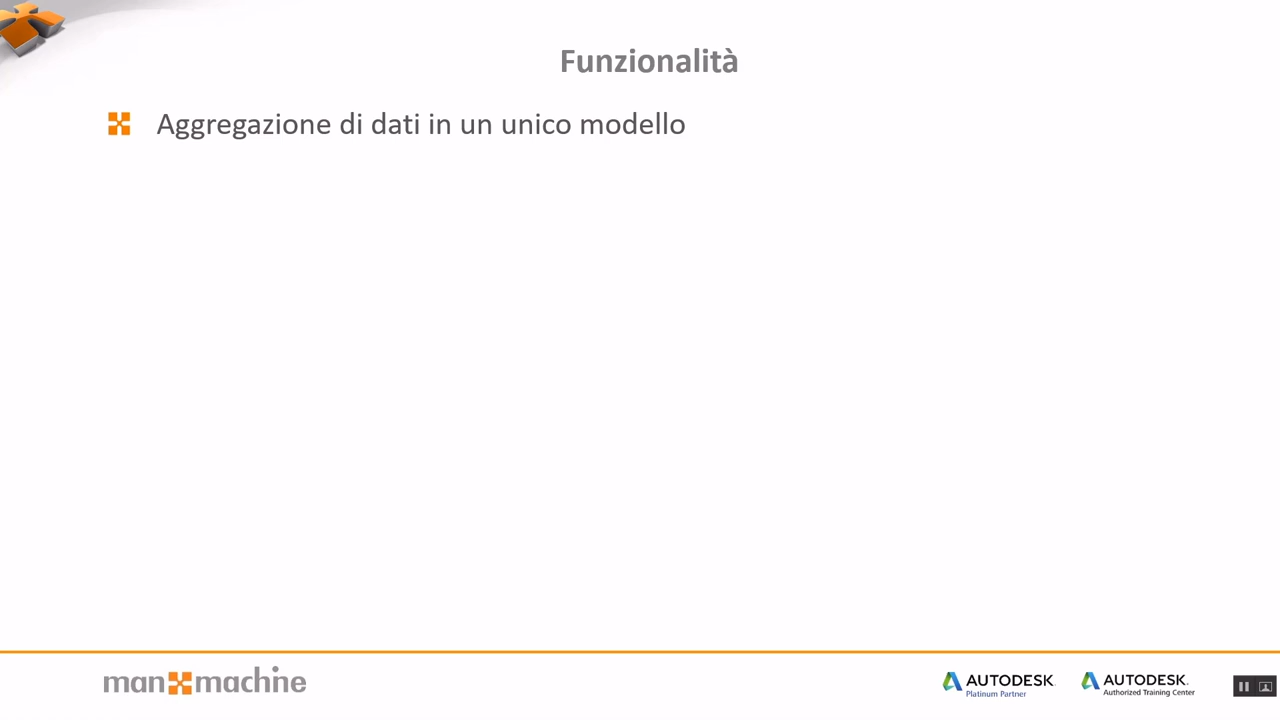 Funzionalità
Aggregazione di dati in un unico modello
man machine
AUTODESK.
Platinum Partner
AUTODESK.
Authorized Training Center